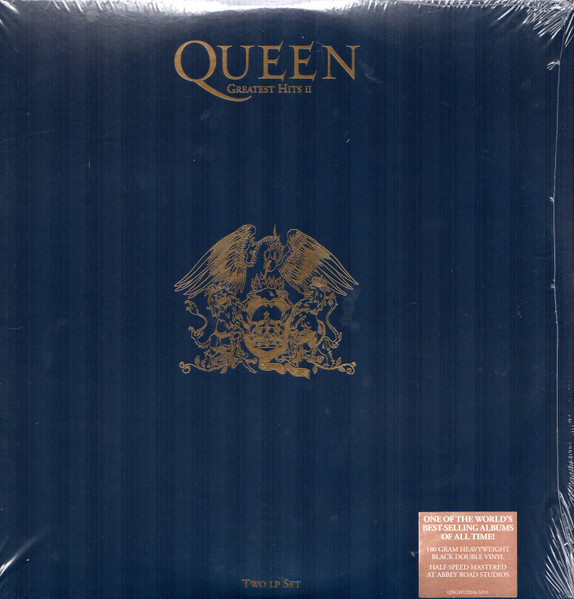 QUEEN
GREATEST HITS II
TWO LP SET
ONE OF THE WORLD'S
BEST-SELLING ALBUMS
OF ALL TIME!
180 GRAM HEAVYWEIGHT
BLACK DOUBLE VINYL
HALF-SPEED MASTERED
AT ABBEY ROAD STUDIOS